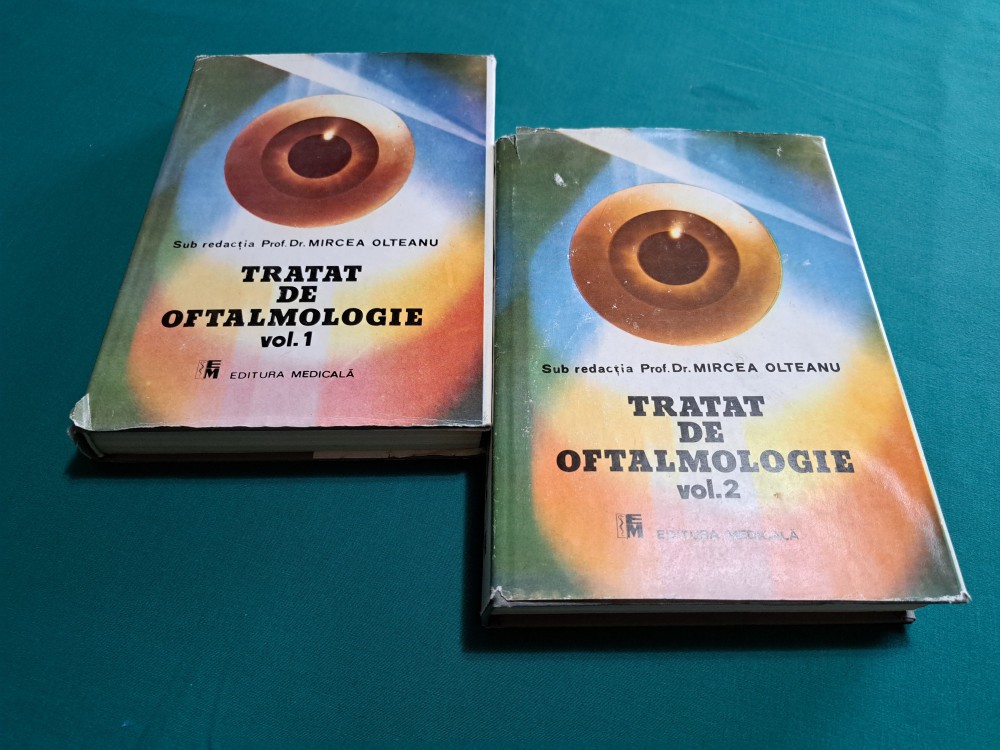 Sub redacția Prof. Dr. MIRCEA OLTEANU
TRATAT
DE
OFTALMOLOGIE
vol. 1
EM EDITURA MEDICALĂ
Sub redacția Prof. Dr. MIRCEA OLTEANU
TRATAT
DE
OFTALMOLOGIE
vol. 2
EM EDITURA MEDICALĂ